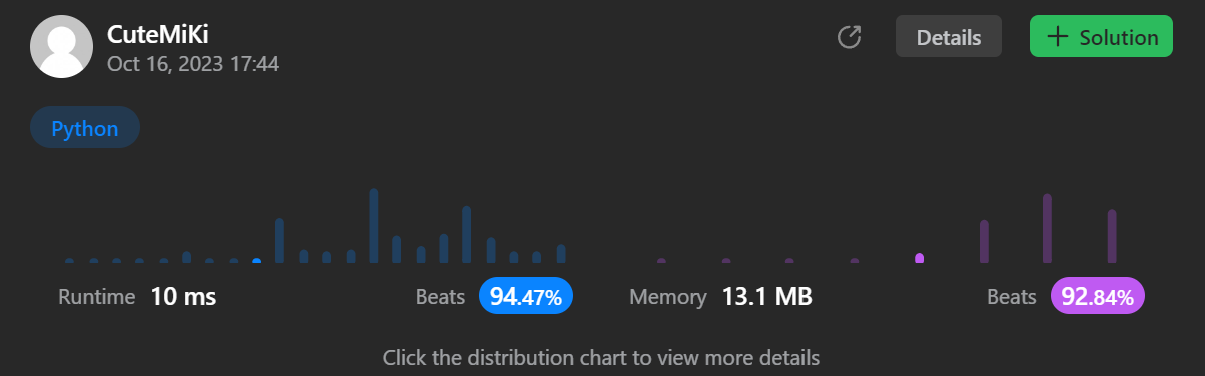 CuteMiKi
Oct 16, 2023 17:44
Details
+ Solution
Python
Runtime 10 ms Beats 94.47%
Memory 13.1 MB Beats 92.84%
Click the distribution chart to view more details